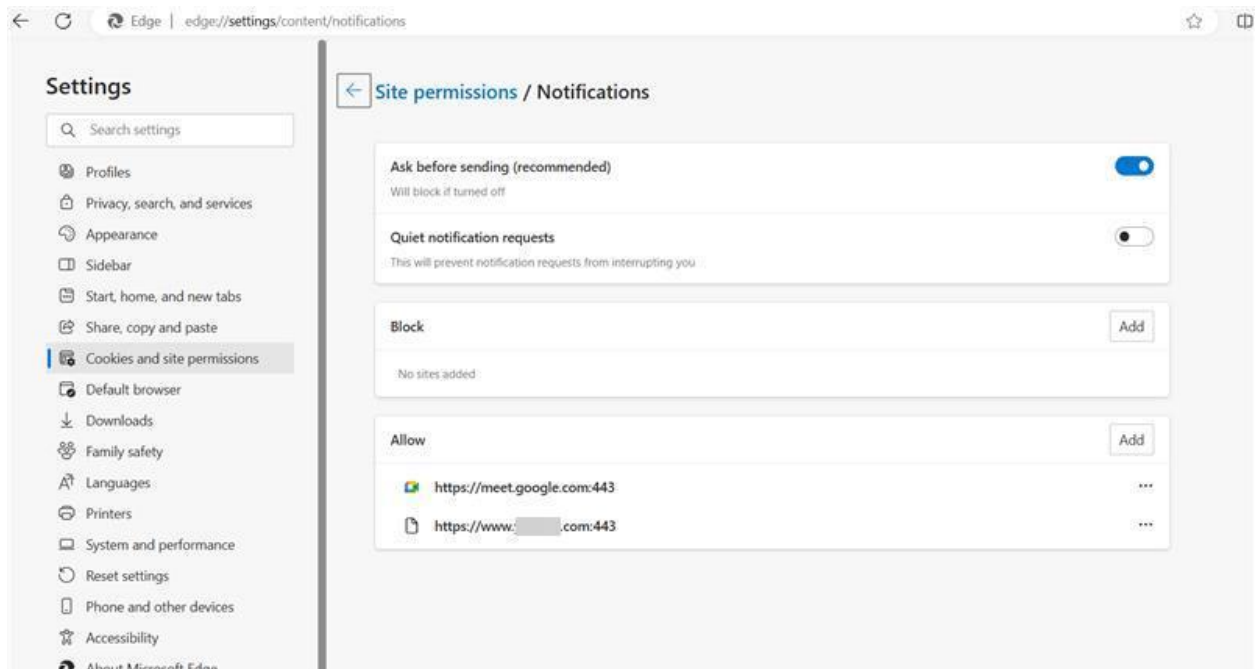 Edge | edge://settings/content/notifications
Settings
Search settings
Profiles
Privacy, search, and services
Appearance
Sidebar
Start, home, and new tabs
Share, copy and paste
Cookies and site permissions
Default browser
Downloads
Family safety
Languages
Printers
System and performance
Reset settings
Phone and other devices
Accessibility
About Microsoft Edge
Site permissions / Notifications
Ask before sending (recommended)
Will block if turned off
Quiet notification requests
This will prevent notification requests from interrupting you
Block
Add
No sites added
Allow
Add
https://meet.google.com:443
https://www. .com:443